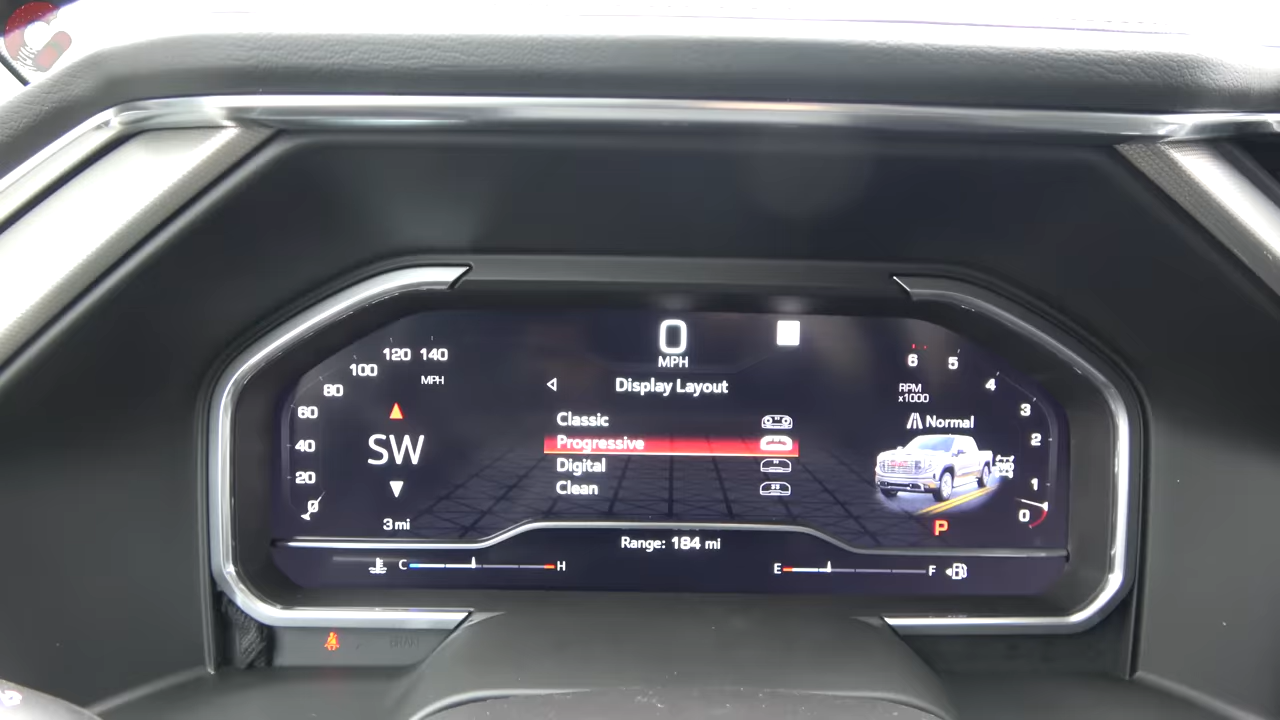 0
MPH
Display Layout
Classic
Progressive
Digital
Clean
Range: 184 mi
140
120
100
80
60
40
20
0
MPH
SW
3 mi
C
H
6
5
4
3
2
1
0
RPM
x1000
Normal
P
E
F
BRAKE